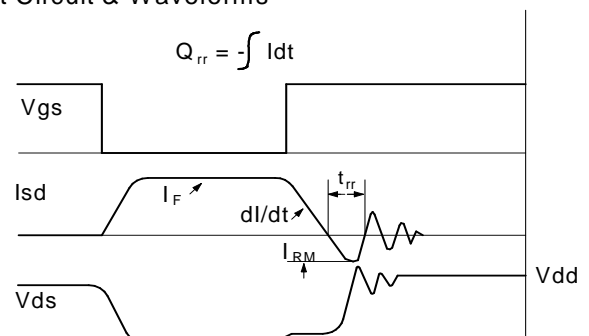 t Circuit & Waveforms
Q rr = -∫ Idt
Vgs
t rr
Isd
I F
dI/dt
I RM
Vdd
Vds